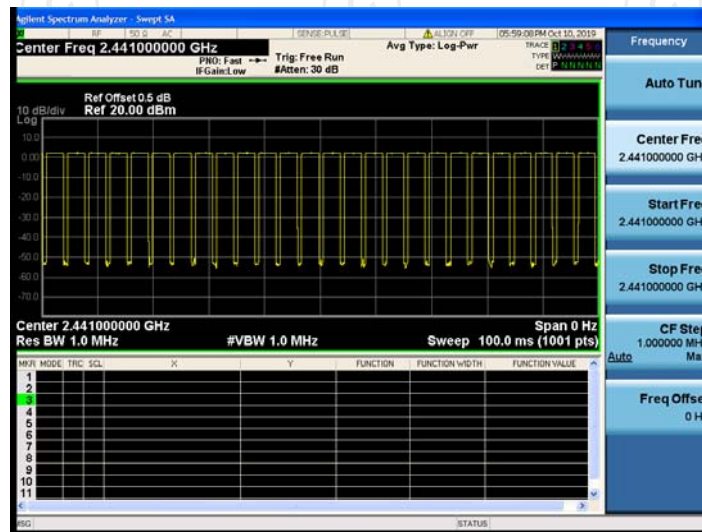 Agilent Spectrum Analyzer - Swept SA
RF 50 Ω AC SENSE:PULSE ALIGN OFF 05:59:08 PM Oct 10, 2019
Center Freq 2.441000000 GHz
PNO: Fast
IFGain:Low
Trig: Free Run
#Atten: 30 dB
Avg Type: Log-Pwr
TRACE 1 2 3 4 5 6
TYPE
DET P N N N N N
Ref Offset 0.5 dB
10 dB/div Ref 20.00 dBm
Log
10.0
0.00
-10.0
-20.0
-30.0
-40.0
-50.0
-60.0
-70.0
Center 2.441000000 GHz Span 0 Hz
Res BW 1.0 MHz #VBW 1.0 MHz Sweep 100.0 ms (1001 pts)
MKR MODE TRC SCL X Y FUNCTION FUNCTION WIDTH FUNCTION VALUE
1
2
3
4
5
6
7
8
9
10
11
MSG STATUS
Frequency
Auto Tun
Center Fre
2.441000000 GH
Start Fre
2.441000000 GH
Stop Fre
2.441000000 GH
CF Step
1.000000 MH
Auto Ma
Freq Offse
0 H